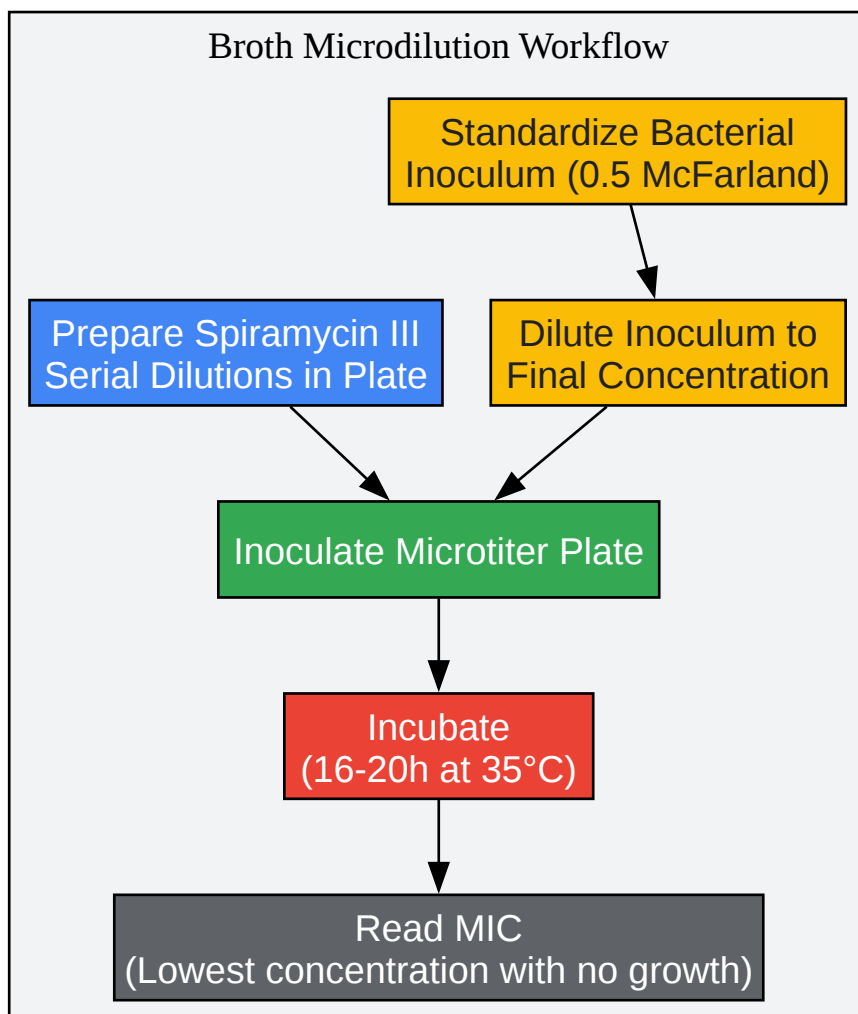 Broth Microdilution Workflow
Standardize Bacterial
Inoculum (0.5 McFarland)
Prepare Spiramycin III
Serial Dilutions in Plate
Dilute Inoculum to
Final Concentration
Inoculate Microtiter Plate
Incubate
(16-20h at 35°C)
Read MIC
(Lowest concentration with no growth)